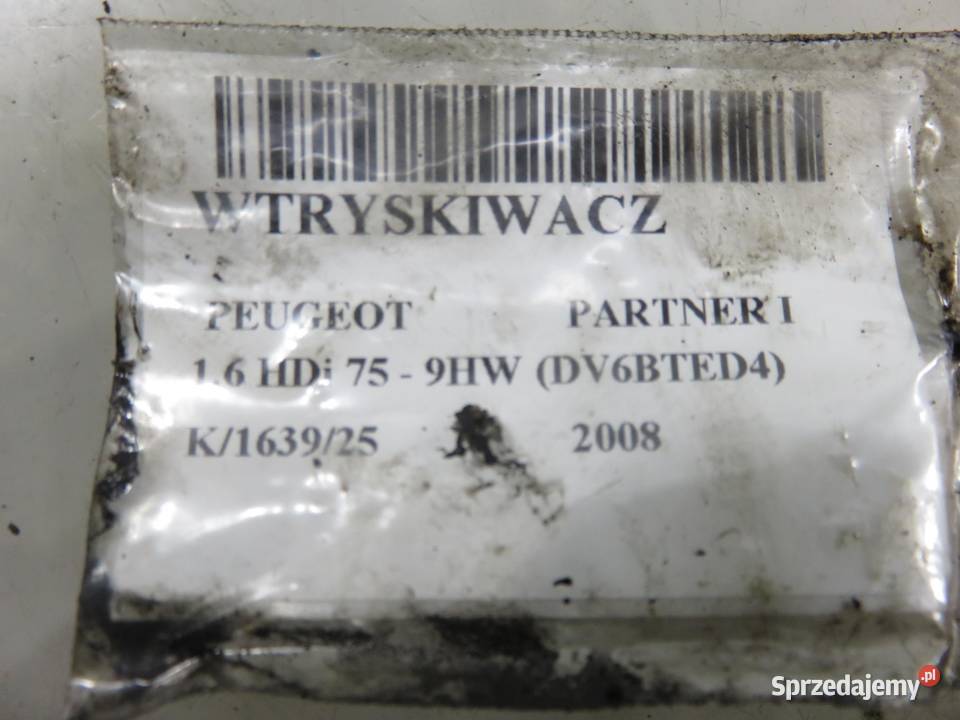 WTRYSKIWACZ
PEUGEOT PARTNER I
1.6 HDi 75 - 9HW (DV6BTED4)
K/1639/25 2008
Sprzedajemy.pl